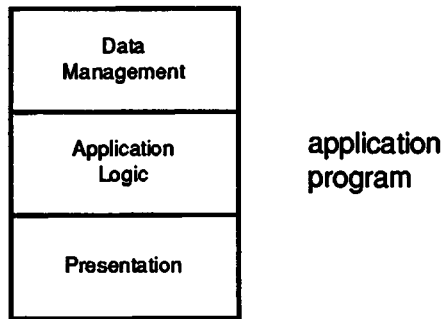 Data
Management
Application
Logic
application
program
Presentation